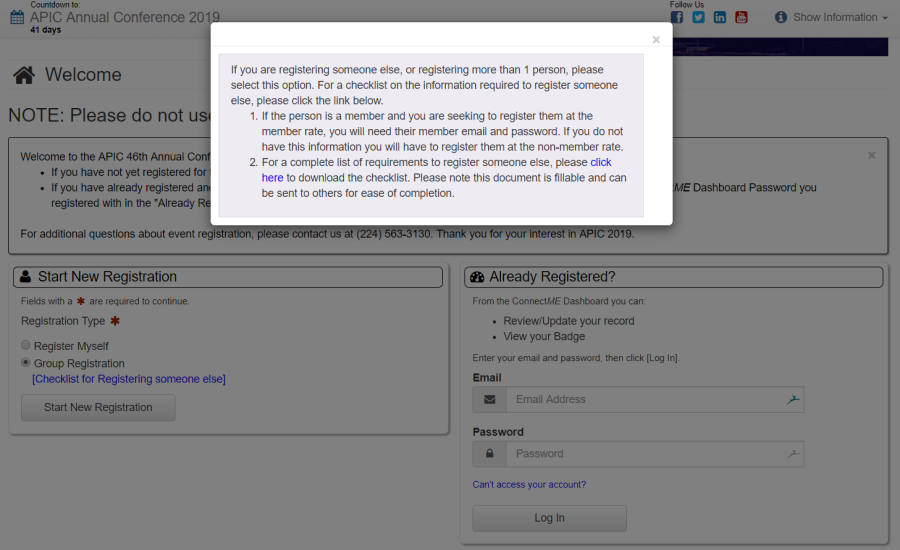 Countdown to:
APIC Annual Conference 2019
41 days
Follow Us
Show Information
×
Welcome
If you are registering someone else, or registering more than 1 person, please
select this option. For a checklist on the information required to register someone
else, please click the link below.
1. If the person is a member and you are seeking to register them at the
member rate, you will need their member email and password. If you do not
have this information you will have to register them at the non-member rate.
2. For a complete list of requirements to register someone else, please click
here to download the checklist. Please note this document is fillable and can
be sent to others for ease of completion.
NOTE: Please do not
Welcome to the APIC 46th Annual
×
• If you have not yet registered for
• If you have already registered
Dashboard Password you
registered with in the "Already
For additional questions about event registration, please contact us at (224) 563-3130. Thank you for your interest in APIC 2019.
Start New Registration
Fields with a * are required to continue.
Registration Type *
Register Myself
Group Registration
[Checklist for Registering someone else]
Start New Registration
Already Registered?
From the ConnectME Dashboard you can:
• Review/Update your record
• View your Badge
Enter your email and password, then click [Log In].
Email
Email Address
Password
Password
Can't access your account?
Log In